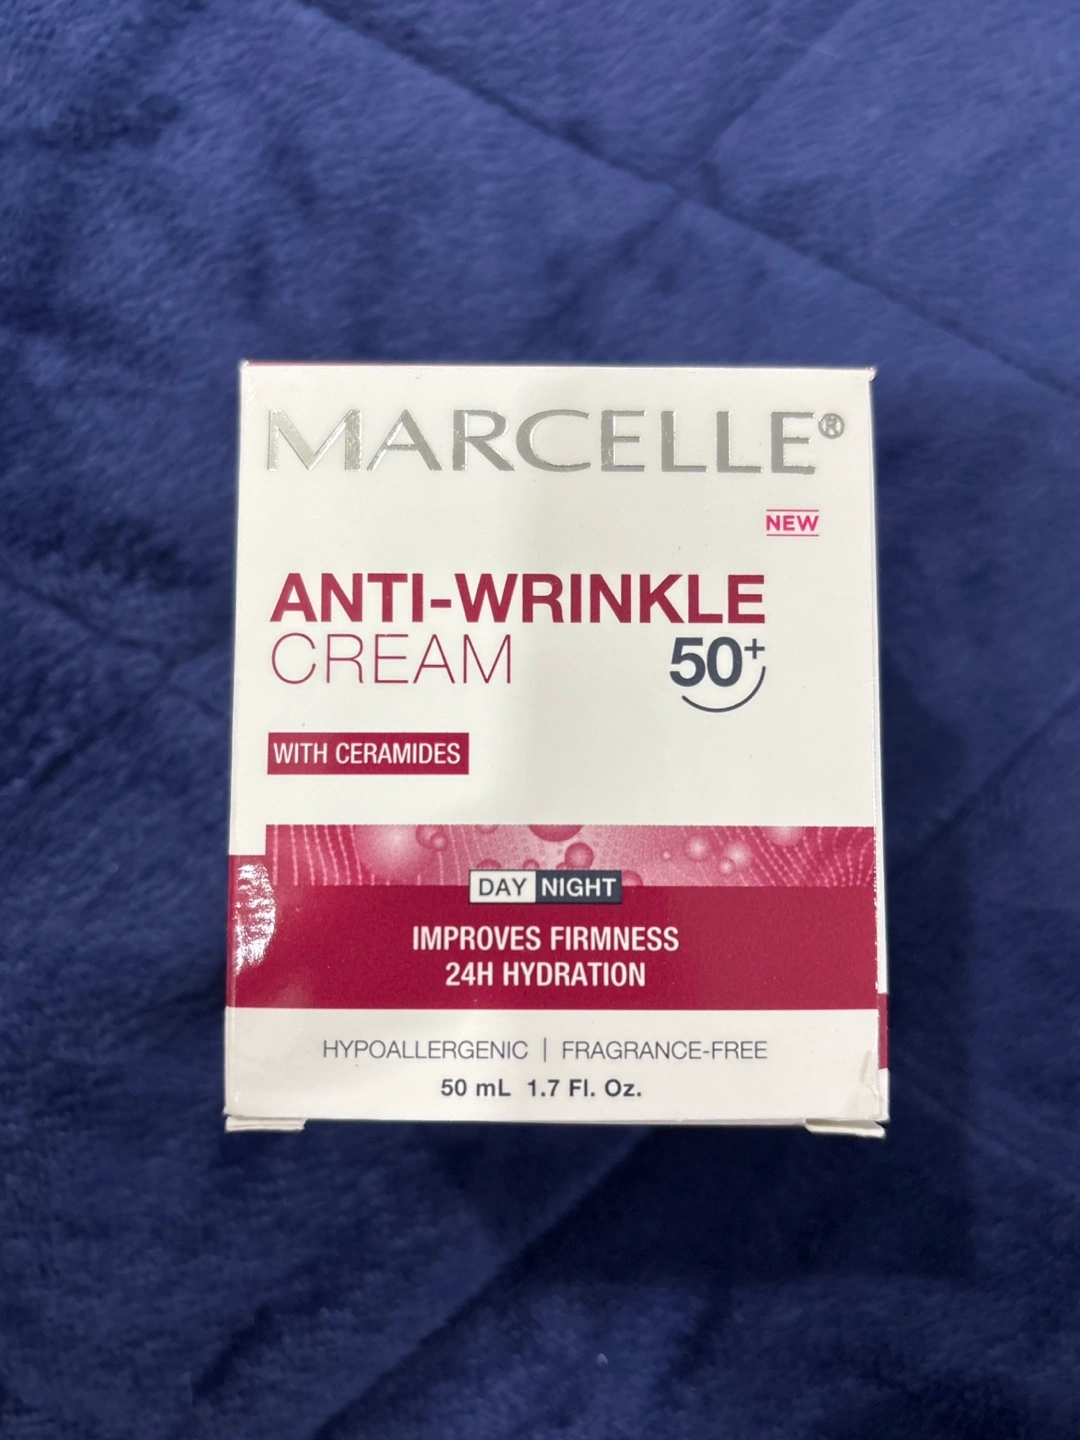 MARCELLE®
NEW
ANTI-WRINKLE
CREAM 50+
WITH CERAMIDES
DAY NIGHT
IMPROVES FIRMNESS
24H HYDRATION
HYPOALLERGENIC | FRAGRANCE-FREE
50 mL 1.7 Fl. Oz.